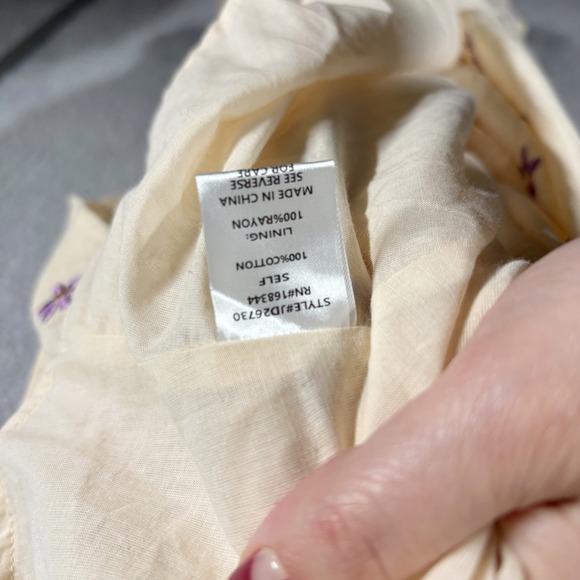 STYLE#JD26730
RN#168344
SELF
100%COTTON
LINING:
100%RAYON
MADE IN CHINA
SEE REVERSE
FOR CARE